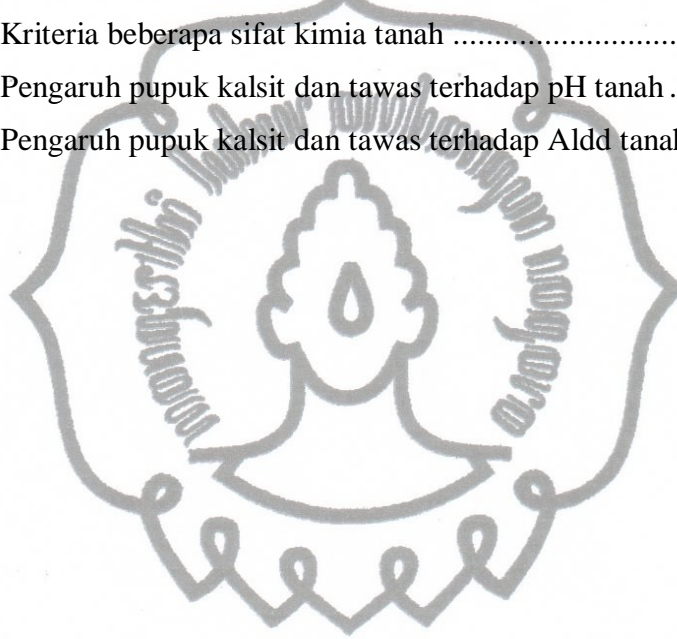 Kriteria beberapa sifat kimia tanah ...........................
Pengaruh pupuk kalsit dan tawas terhadap pH tanah .
Pengaruh pupuk kalsit dan tawas terhadap Aldd tanah